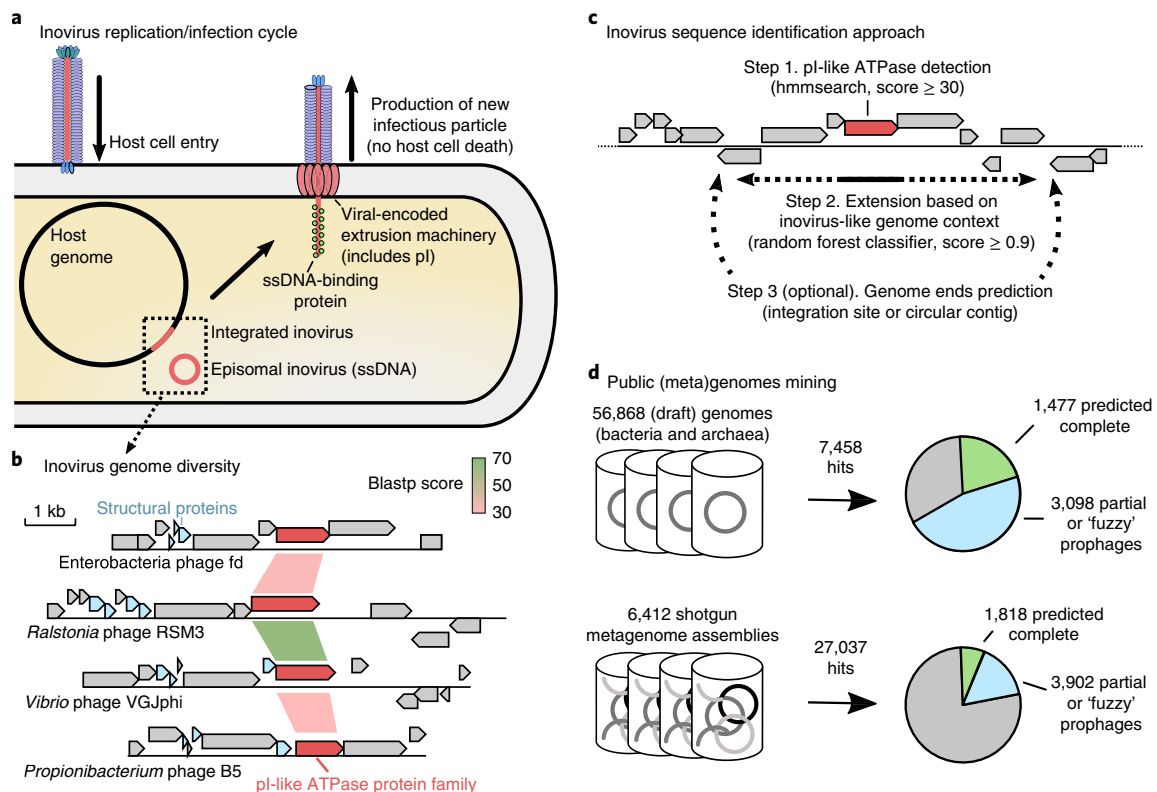 a
Inovirus replication/infection cycle
Host cell entry
Production of new
infectious particle
(no host cell death)
Host
genome
Viral-encoded
extrusion machinery
(includes pI)
ssDNA-binding
protein
Integrated inovirus
Episomal inovirus (ssDNA)
b
Inovirus genome diversity
1 kb
Structural proteins
Blastp score
70
50
30
Enterobacteria phage fd
Ralstonia phage RSM3
Vibrio phage VGJphi
Propionibacterium phage B5
pI-like ATPase protein family
c
Inovirus sequence identification approach
Step 1. pI-like ATPase detection
(hmmsearch, score ≥ 30)
Step 2. Extension based on
inovirus-like genome context
(random forest classifier, score ≥ 0.9)
Step 3 (optional). Genome ends prediction
(integration site or circular contig)
d
Public (meta)genomes mining
56,868 (draft) genomes
(bacteria and archaea)
7,458
hits
1,477 predicted
complete
3,098 partial
or ‘fuzzy’
prophages
6,412 shotgun
metagenome assemblies
27,037
hits
1,818 predicted
complete
3,902 partial
or ‘fuzzy’
prophages